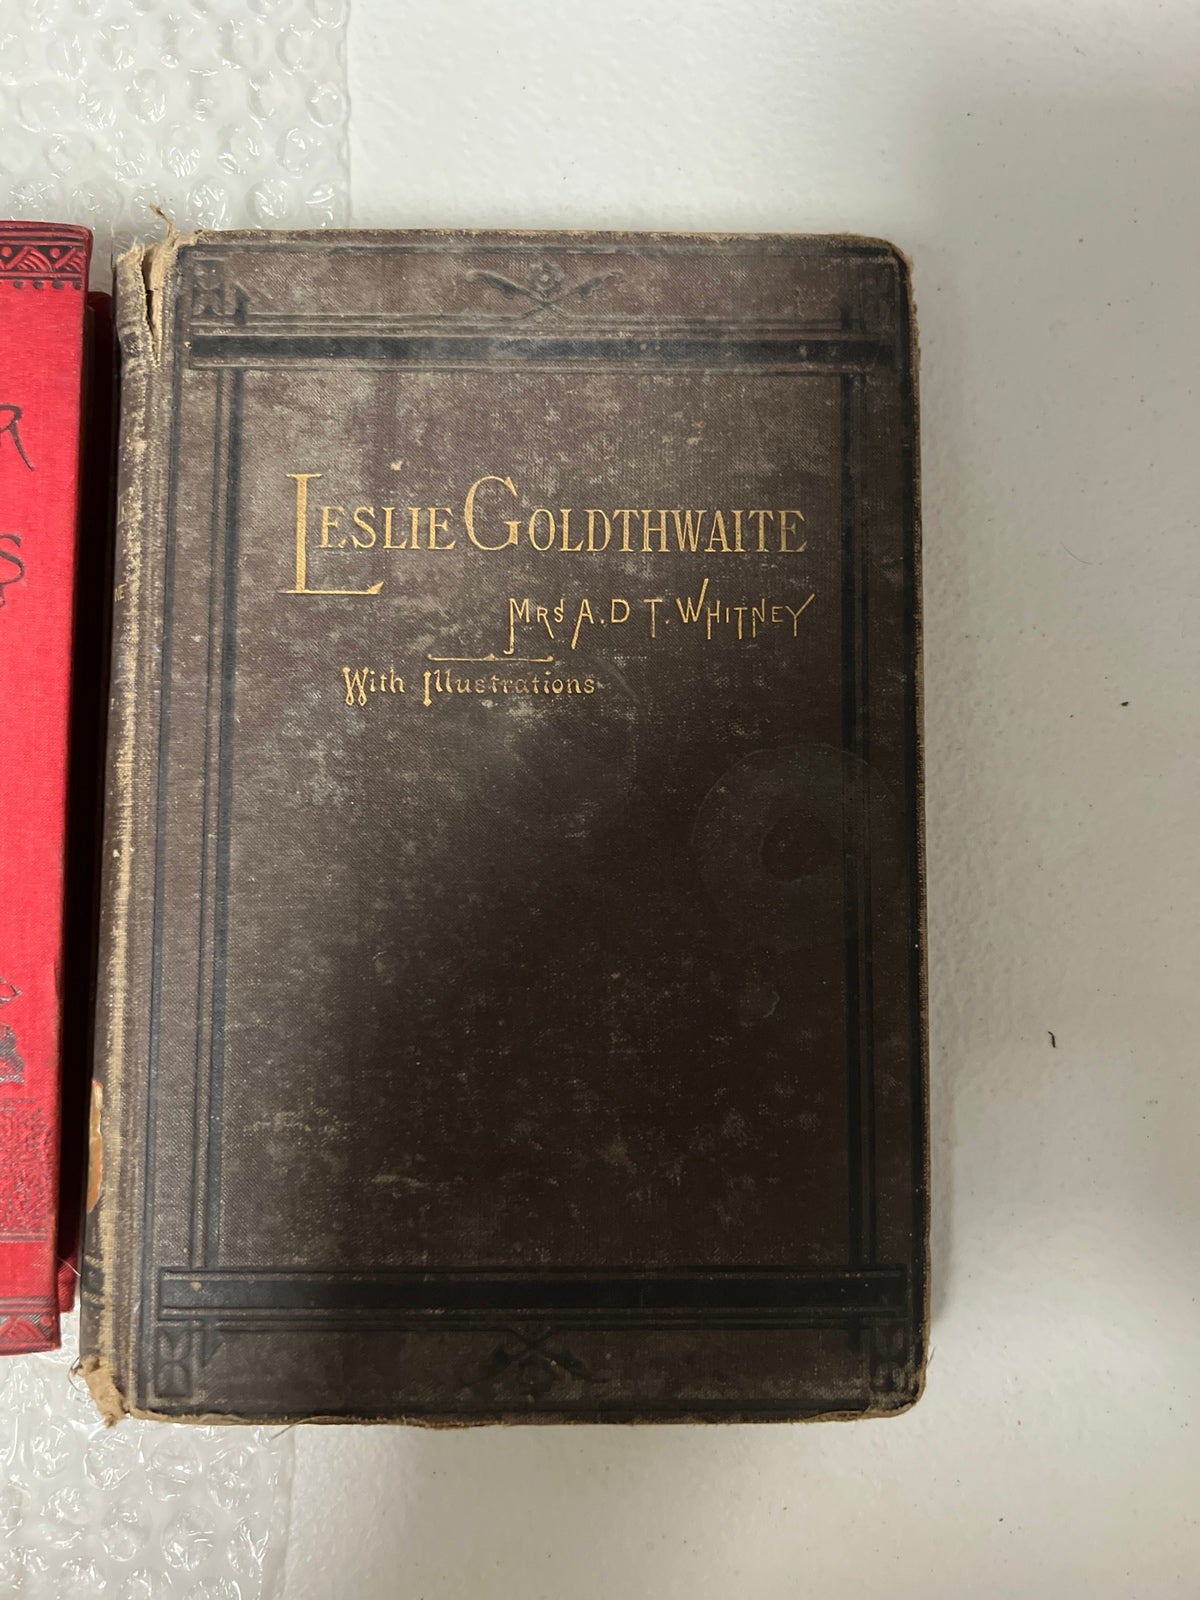 LESLIE GOLDTHWAITE
MRS A. D T. WHITNEY
With Illustrations